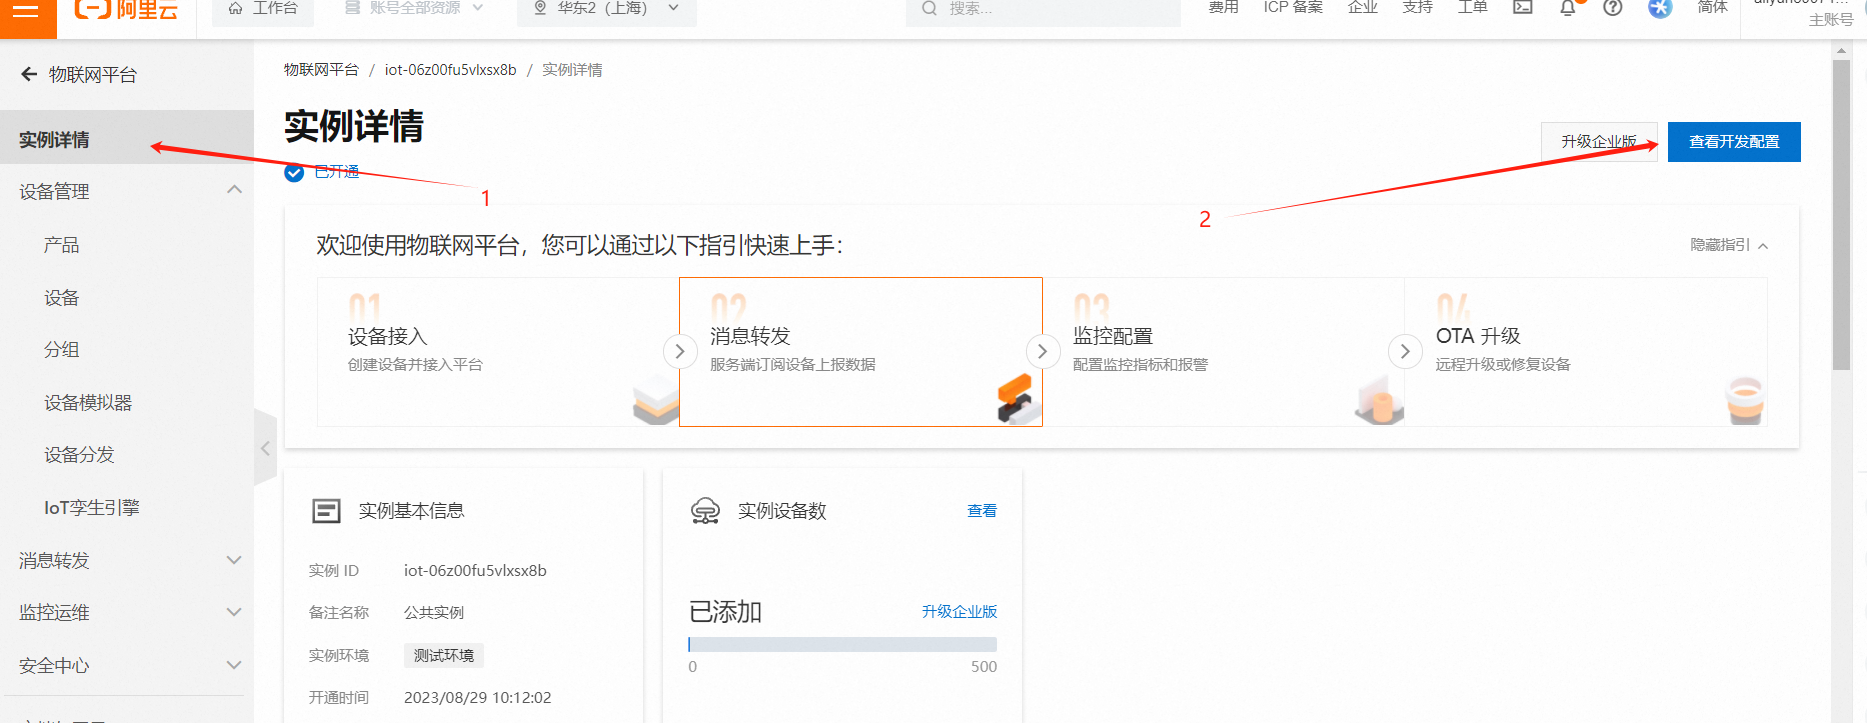 阿里云
工作台
账号全部资源
华东2（上海）
搜索...
费用
ICP 备案
企业
支持
工单
简体
主账号
物联网平台
物联网平台 / iot-06z00fu5vlxsx8b / 实例详情
实例详情
实例详情
升级企业版
查看开发配置
已开通
1
2
设备管理
产品
设备
分组
设备模拟器
设备分发
IoT孪生引擎
消息转发
监控运维
安全中心
欢迎使用物联网平台，您可以通过以下指引快速上手：
隐藏指引
01
设备接入
创建设备并接入平台
02
消息转发
服务端订阅设备上报数据
03
监控配置
配置监控指标和报警
04
OTA 升级
远程升级或修复设备
实例基本信息
实例 ID iot-06z00fu5vlxsx8b
备注名称 公共实例
实例环境 测试环境
开通时间 2023/08/29 10:12:02
实例设备数
查看
已添加
升级企业版
0
500